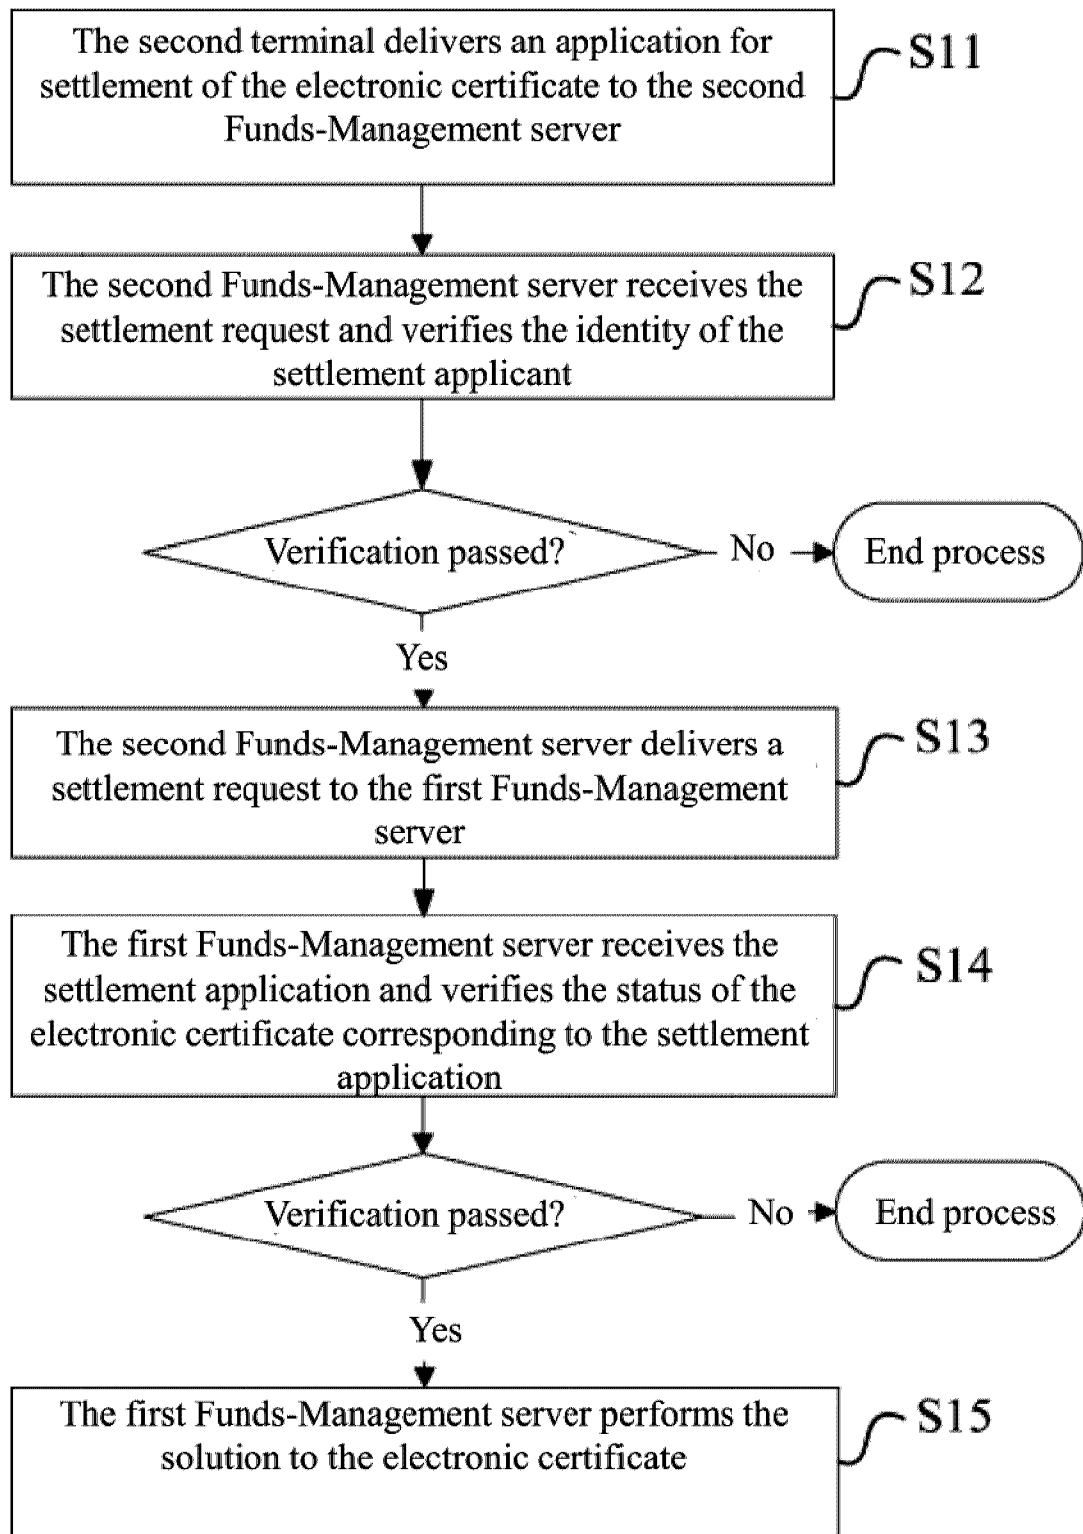 The second terminal delivers an application for
settlement of the electronic certificate to the second
Funds-Management server
S11
The second Funds-Management server receives the
settlement request and verifies the identity of the
settlement applicant
S12
Verification passed?
No
End process
Yes
The second Funds-Management server delivers a
settlement request to the first Funds-Management
server
S13
The first Funds-Management server receives the
settlement application and verifies the status of the
electronic certificate corresponding to the settlement
application
S14
Verification passed?
No
End process
Yes
The first Funds-Management server performs the
solution to the electronic certificate
S15